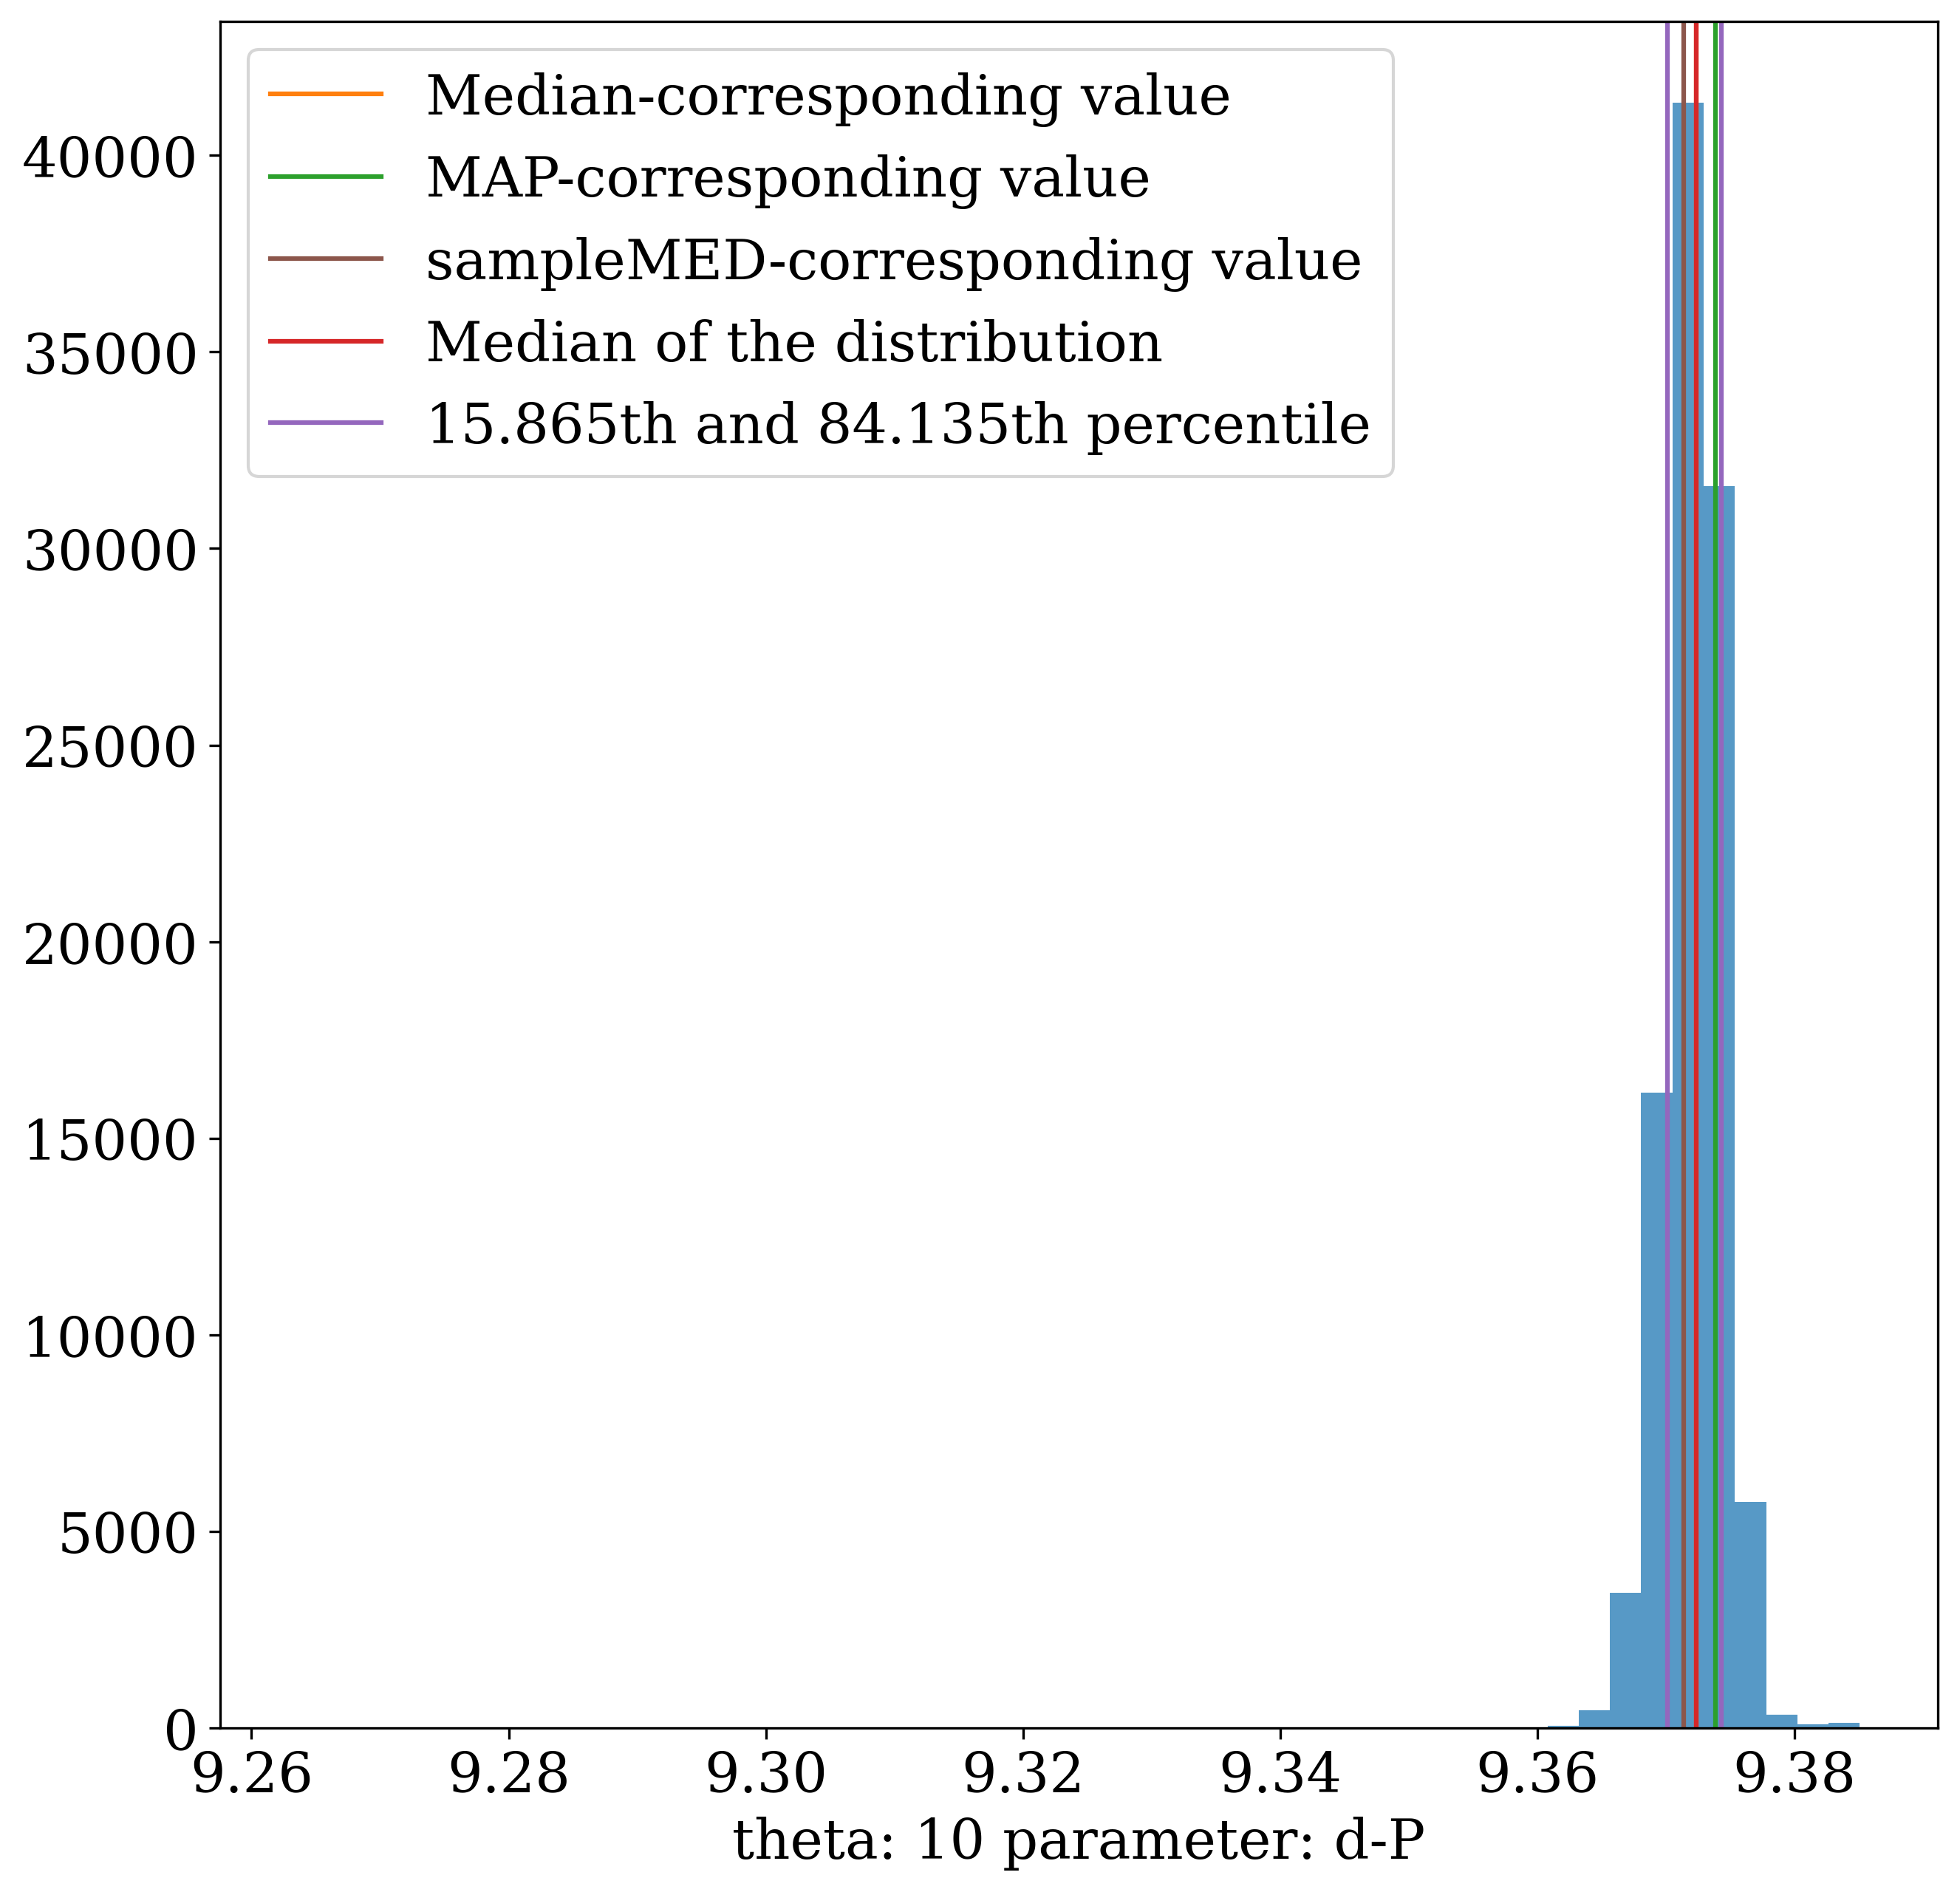 Median-corresponding value
MAP-corresponding value
sampleMED-corresponding value
Median of the distribution
15.865th and 84.135th percentile
40000
35000
30000
25000
20000
15000
10000
5000
0
9.26 9.28 9.30 9.32 9.34 9.36 9.38
theta: 10 parameter: d-P